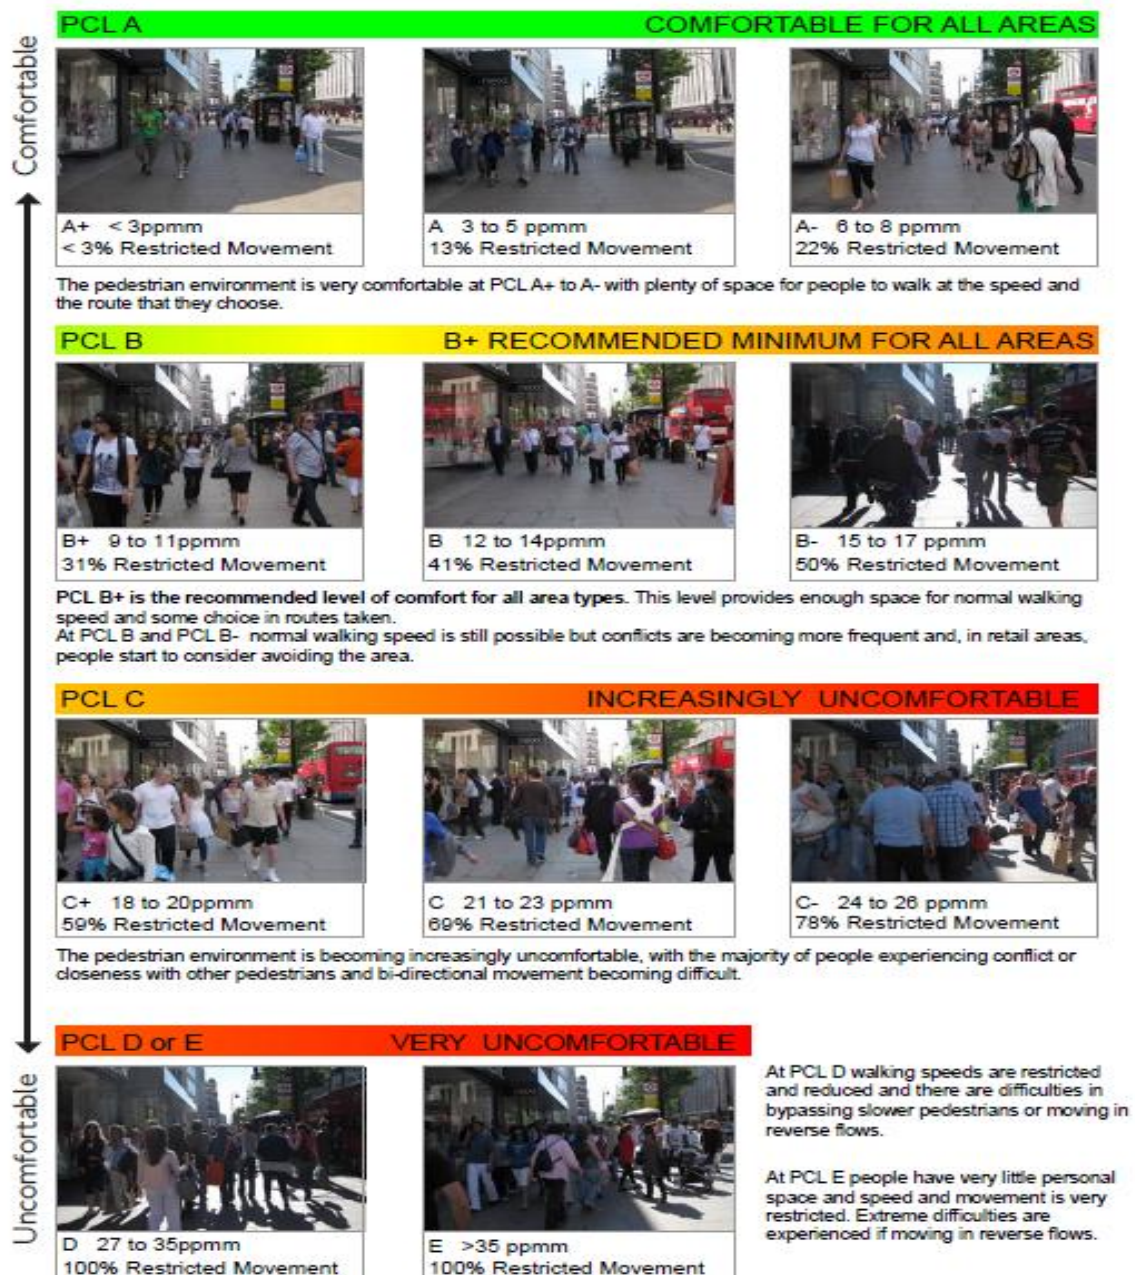 PCL A COMFORTABLE FOR ALL AREAS
Comfortable
A+ < 3ppmm
< 3% Restricted Movement
A 3 to 5 ppmm
13% Restricted Movement
A- 6 to 8 ppmm
22% Restricted Movement
The pedestrian environment is very comfortable at PCL A+ to A- with plenty of space for people to walk at the speed and
the route that they choose.
PCL B B+ RECOMMENDED MINIMUM FOR ALL AREAS
B+ 9 to 11ppmm
31% Restricted Movement
B 12 to 14ppmm
41% Restricted Movement
B- 15 to 17 ppmm
50% Restricted Movement
PCL B+ is the recommended level of comfort for all area types. This level provides enough space for normal walking
speed and some choice in routes taken.
At PCL B and PCL B- normal walking speed is still possible but conflicts are becoming more frequent and, in retail areas,
people start to consider avoiding the area.
PCL C INCREASINGLY UNCOMFORTABLE
C+ 18 to 20ppmm
59% Restricted Movement
C 21 to 23 ppmm
69% Restricted Movement
C- 24 to 26 ppmm
78% Restricted Movement
The pedestrian environment is becoming increasingly uncomfortable, with the majority of people experiencing conflict or
closeness with other pedestrians and bi-directional movement becoming difficult.
PCL D or E VERY UNCOMFORTABLE
Uncomfortable
D 27 to 35ppmm
100% Restricted Movement
E >35 ppmm
100% Restricted Movement
At PCL D walking speeds are restricted
and reduced and there are difficulties in
bypassing slower pedestrians or moving in
reverse flows.
At PCL E people have very little personal
space and speed and movement is very
restricted. Extreme difficulties are
experienced if moving in reverse flows.